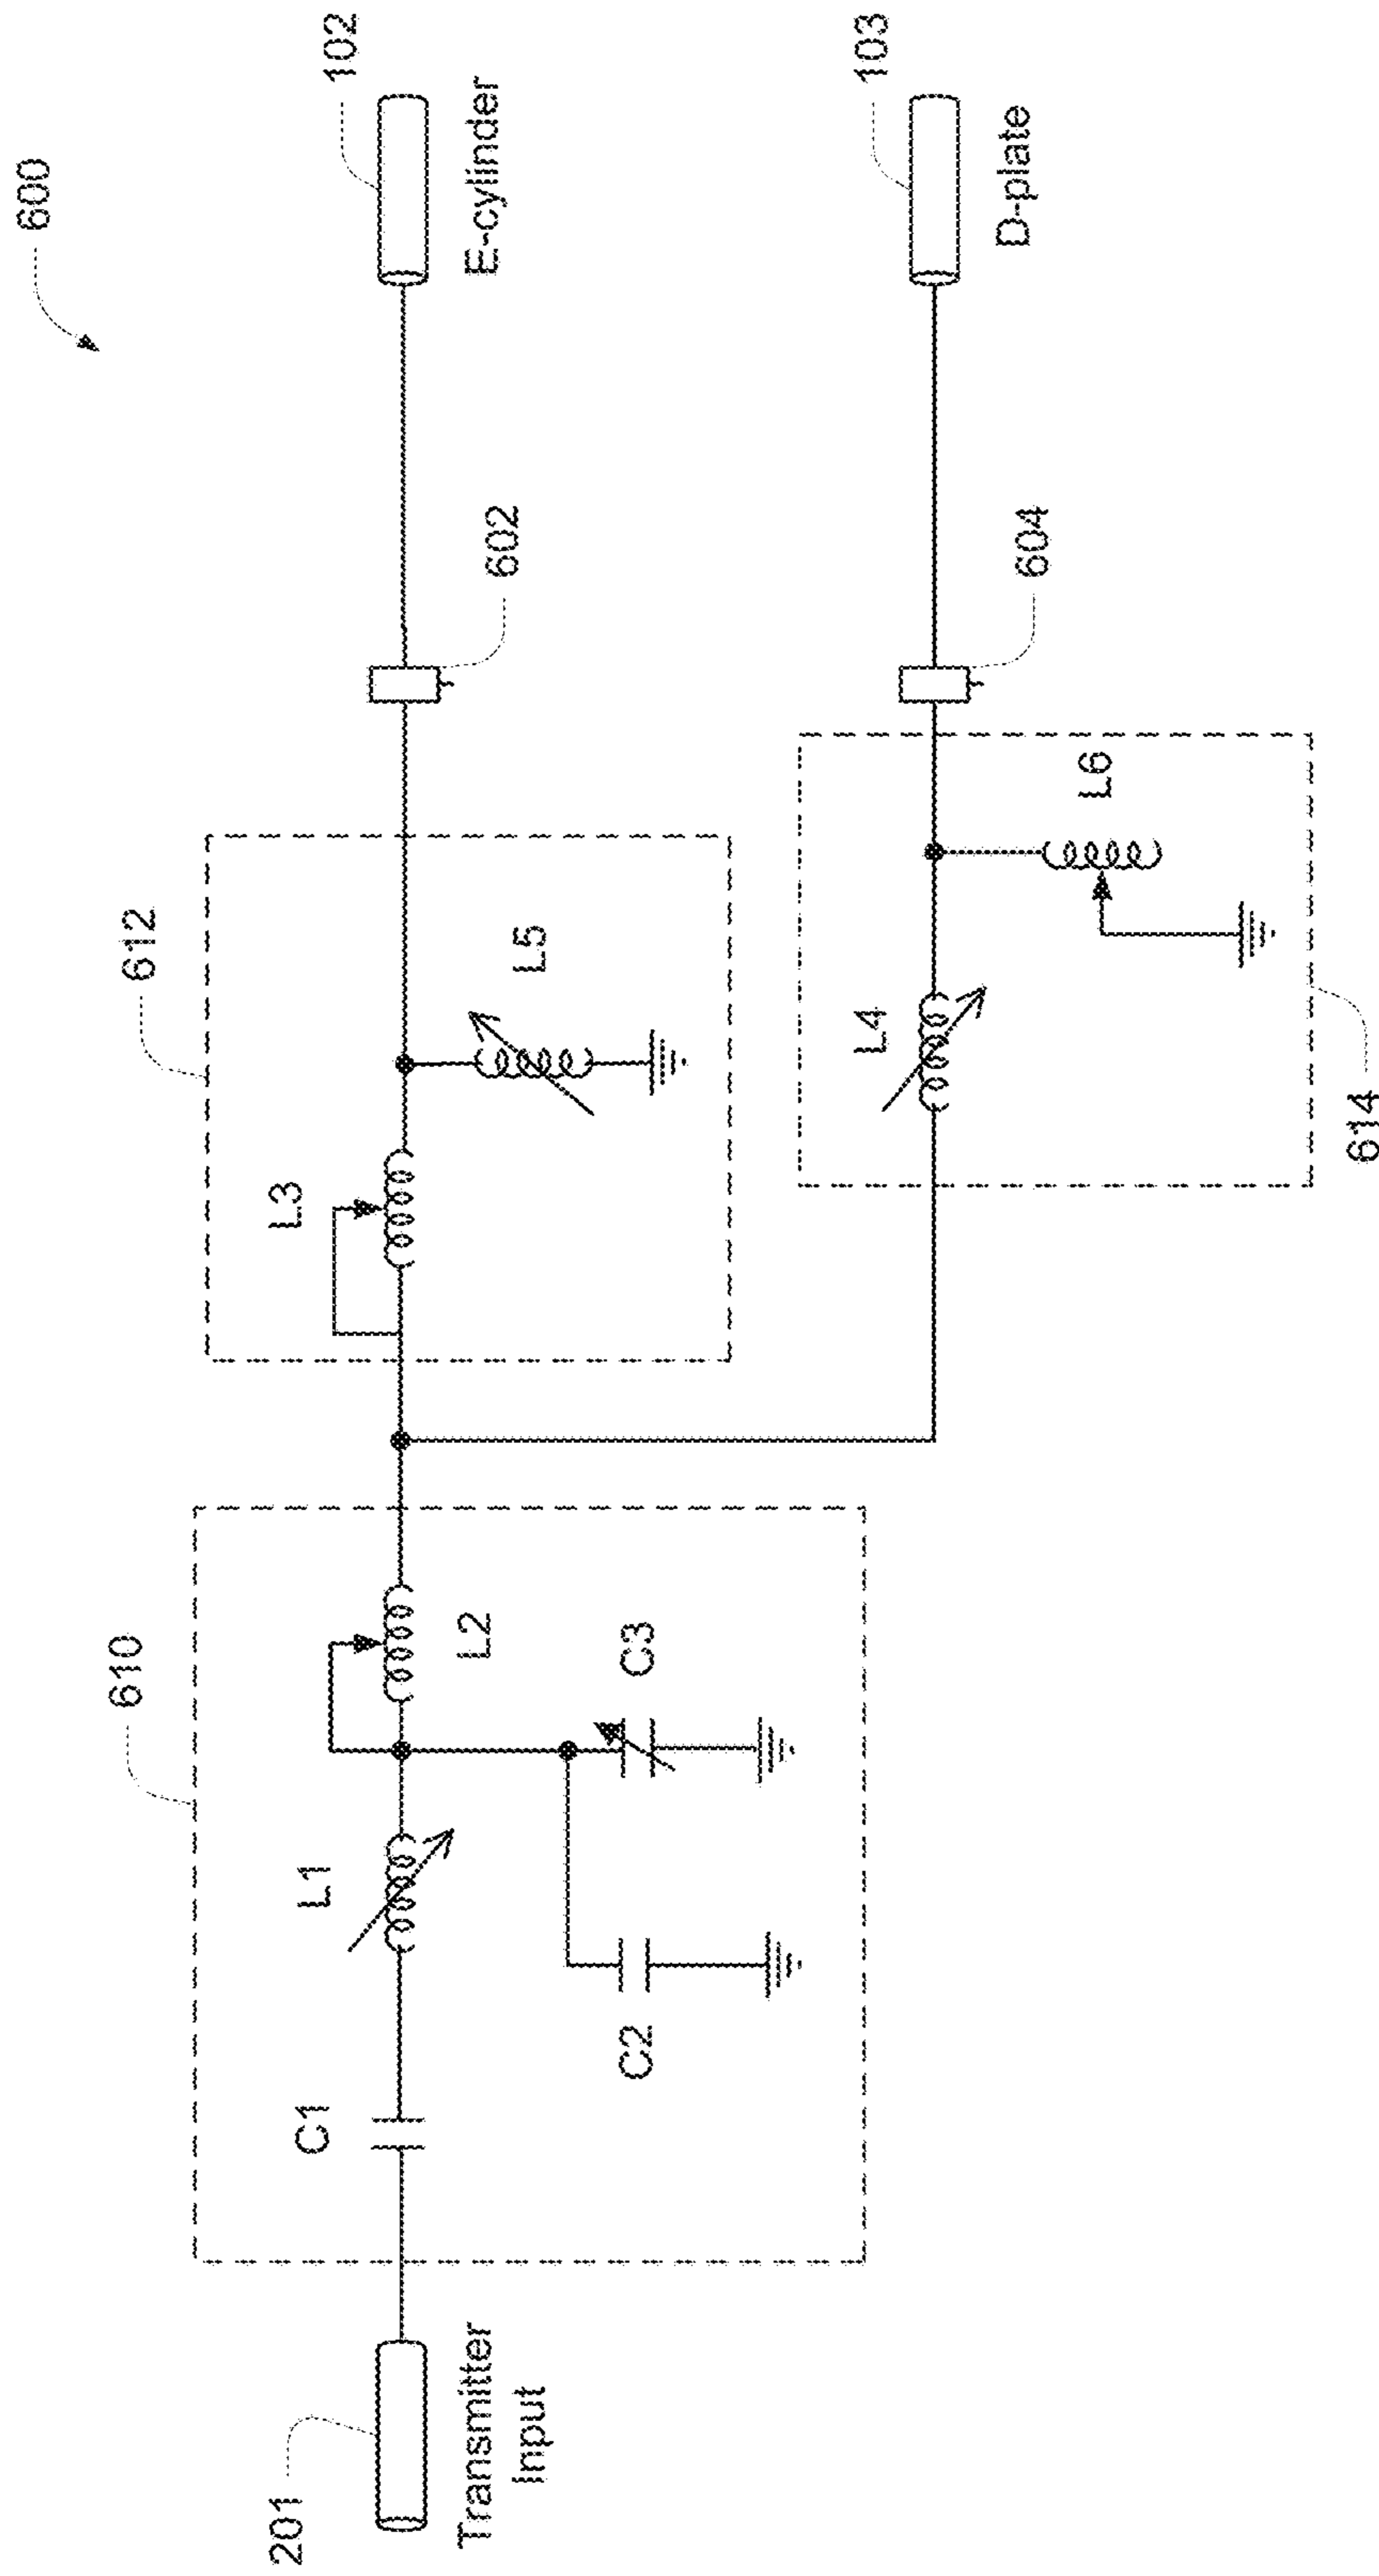 600
102
E-cylinder
103
D-plate
602
604
612
L3
L5
L4
L6
614
610
C1
L1
L2
C2
C3
201
Transmitter
Input